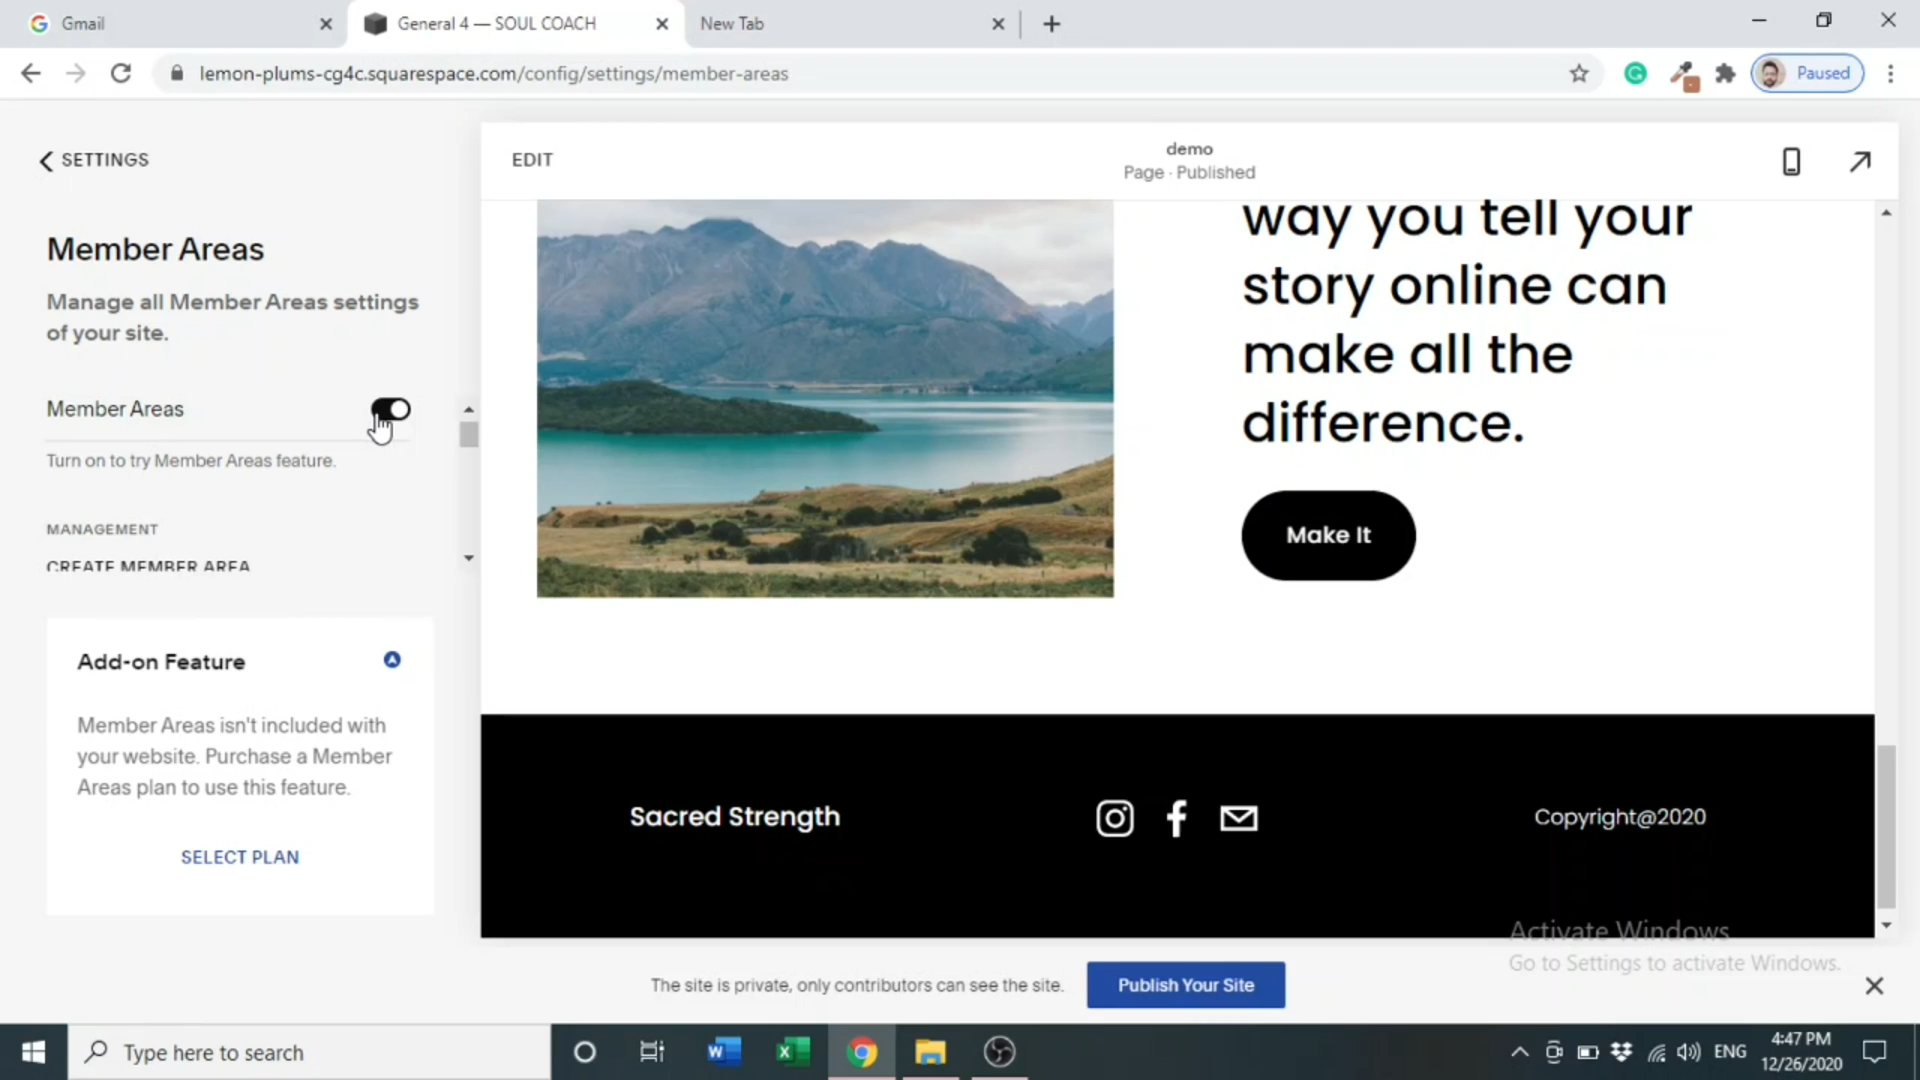 Gmail
General 4 — SOUL COACH
New Tab
lemon-plums-cg4c.squarespace.com/config/settings/member-areas
Paused
SETTINGS
EDIT
demo
Page · Published
Member Areas
Manage all Member Areas settings
of your site.
Member Areas
Turn on to try Member Areas feature.
MANAGEMENT
CREATE MEMBER AREA
Add-on Feature
Member Areas isn't included with
your website. Purchase a Member
Areas plan to use this feature.
SELECT PLAN
way you tell your
story online can
make all the
difference.
Make It
Sacred Strength
Copyright@2020
Activate Windows
Go to Settings to activate Windows.
The site is private, only contributors can see the site.
Publish Your Site
Type here to search
ENG
4:47 PM
12/26/2020